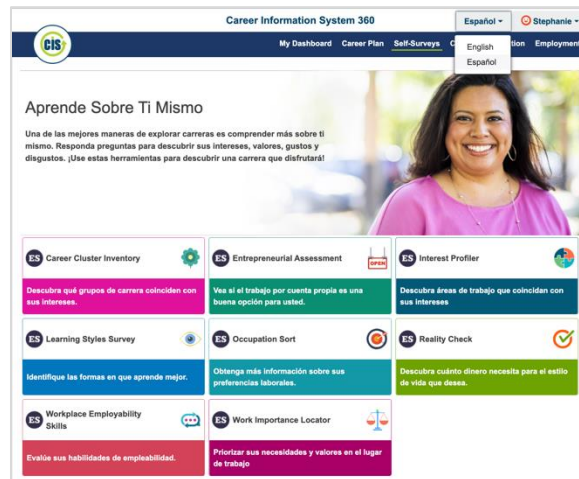 Career Information System 360
Español
Stephanie
CiS
My Dashboard Career Plan Self-Surveys Employment
English
Español
Aprende Sobre Ti Mismo
Una de las mejores maneras de explorar carreras es comprender más sobre ti
mismo. Responda preguntas para descubrir sus intereses, valores, gustos y
disgustos. ¡Use estas herramientas para descubrir una carrera que disfrutará!
ES Career Cluster Inventory
Descubra qué grupos de carrera coinciden con
sus intereses.
ES Entrepreneurial Assessment
OPEN
Vea si el trabajo por cuenta propia es una
buena opción para usted.
ES Interest Profiler
Descubra áreas de trabajo que coincidan con
sus intereses
ES Learning Styles Survey
Identifique las formas en que aprende mejor.
ES Occupation Sort
Obtenga más información sobre sus
preferencias laborales.
ES Reality Check
Descubra cuánto dinero necesita para el estilo
de vida que desea.
ES Workplace Employability
Skills
Evalúe sus habilidades de empleabilidad.
ES Work Importance Locator
Priorizar sus necesidades y valores en el lugar
de trabajo